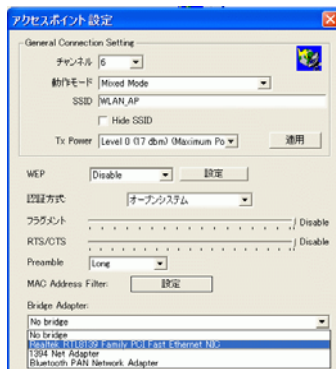 アクセスポイント設定
General Connection Setting
チャンネル 6
動作モード Mixed Mode
SSID WLAN_AP
Hide SSID
Tx Power Level 0 (17 dbm) (Maximum Po
適用
WEP Disable 設定
認証方式 オープンシステム
フラグメント Disable
RTS/CTS Disable
Preamble Long
MAC Address Filter: 設定
Bridge Adapter:
No bridge
No bridge
Realtek RTL8139 Family PCI Fast Ethernet NIC
1394 Net Adapter
Bluetooth PAN Network Adapter